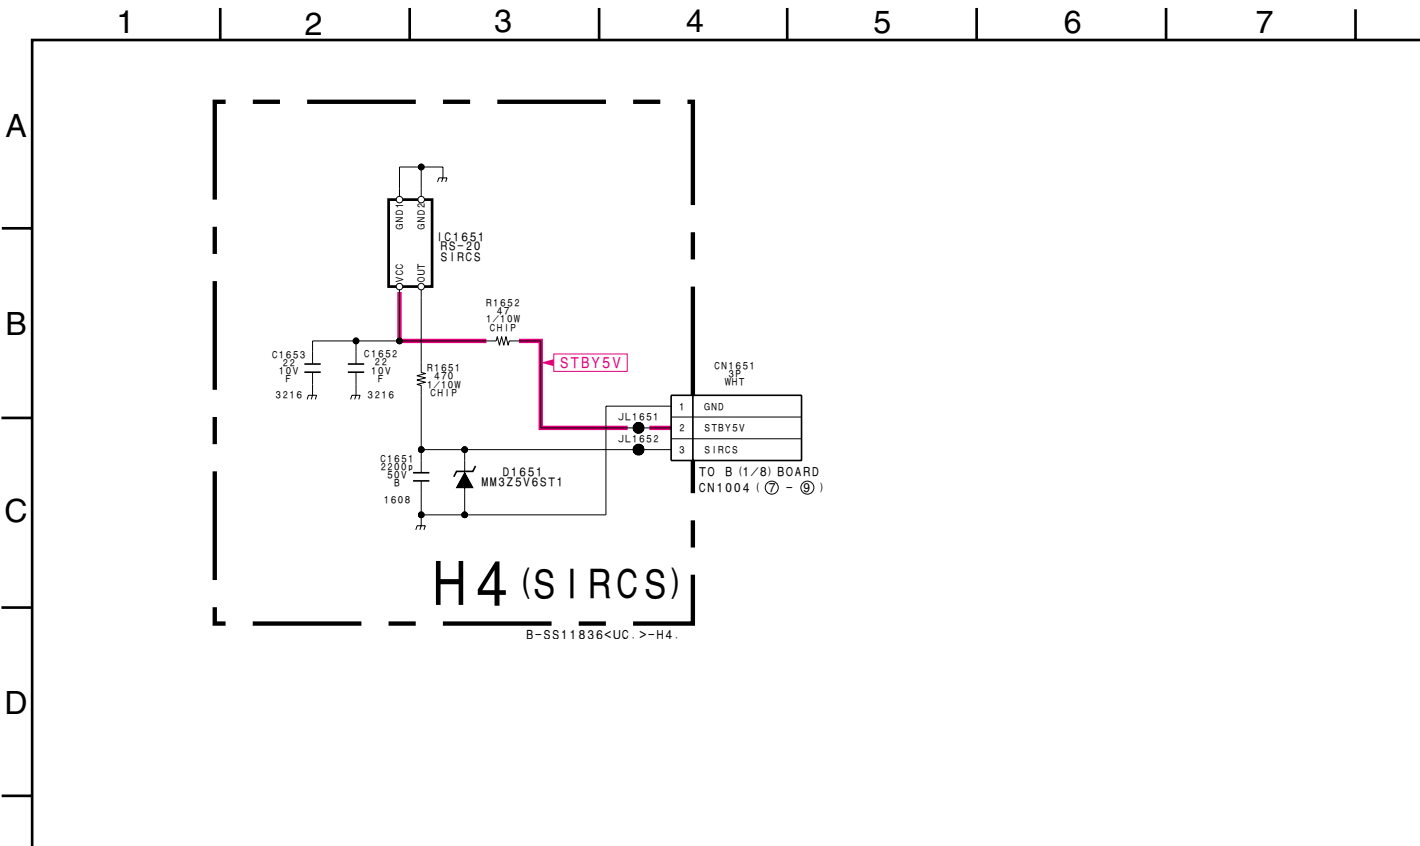 1 2 3 4 5 6 7
A
B
C
D
GND1
GND2
VCC
OUT
IC1651
RS-20
SIRCS
R1652
47
1/10W
CHIP
STBY5V
C1653
22
10V
F
3216
C1652
22
10V
F
3216
R1651
470
1/10W
CHIP
CN1651
3P
WHT
1 GND
2 STBY5V
3 SIRCS
JL1651
JL1652
TO B (1/8) BOARD
CN1004 (⑦ - ⑨)
C1651
2200p
50V
B
1608
D1651
MM3Z5V6ST1
H4 (SIRCS)
B-SS11836<UC.>-H4.